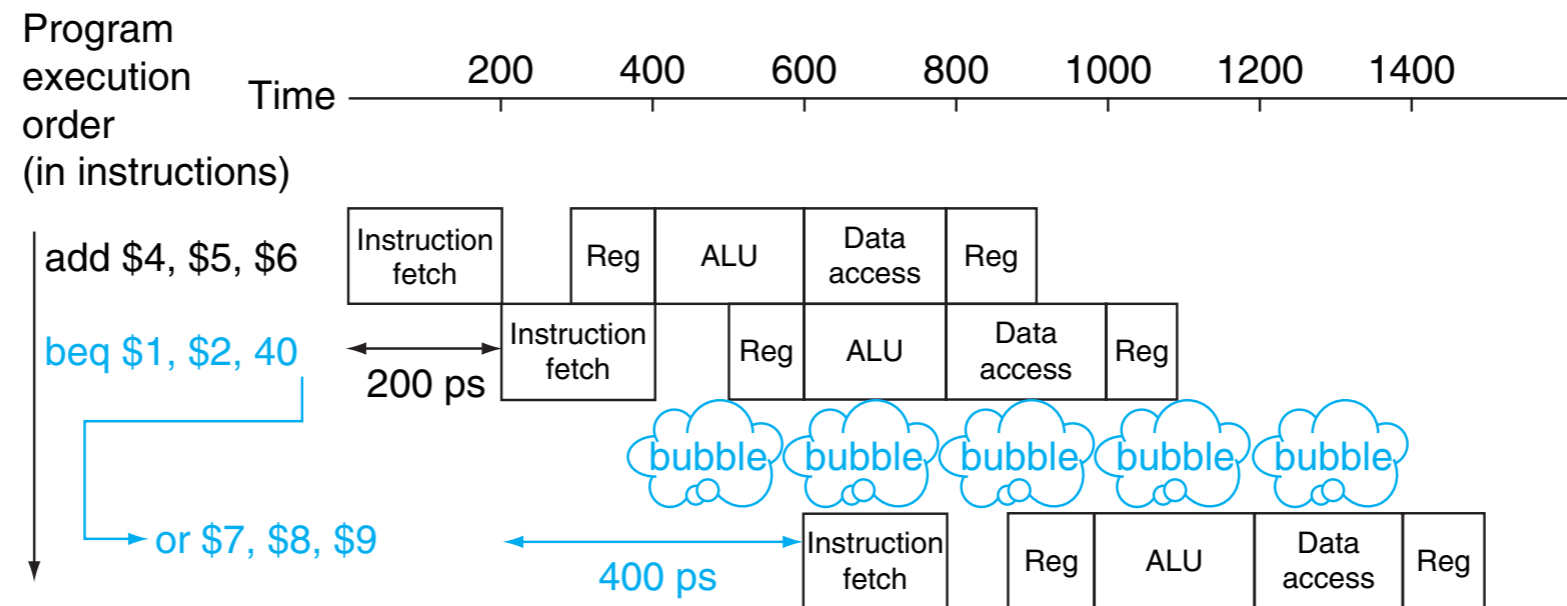 Program
execution
order
(in instructions)
Time
200 400 600 800 1000 1200 1400
add $4, $5, $6
Instruction
fetch
Reg
ALU
Data
access
Reg
beq $1, $2, 40
200 ps
Instruction
fetch
Reg
ALU
Data
access
Reg
bubble bubble bubble bubble bubble
or $7, $8, $9
400 ps
Instruction
fetch
Reg
ALU
Data
access
Reg